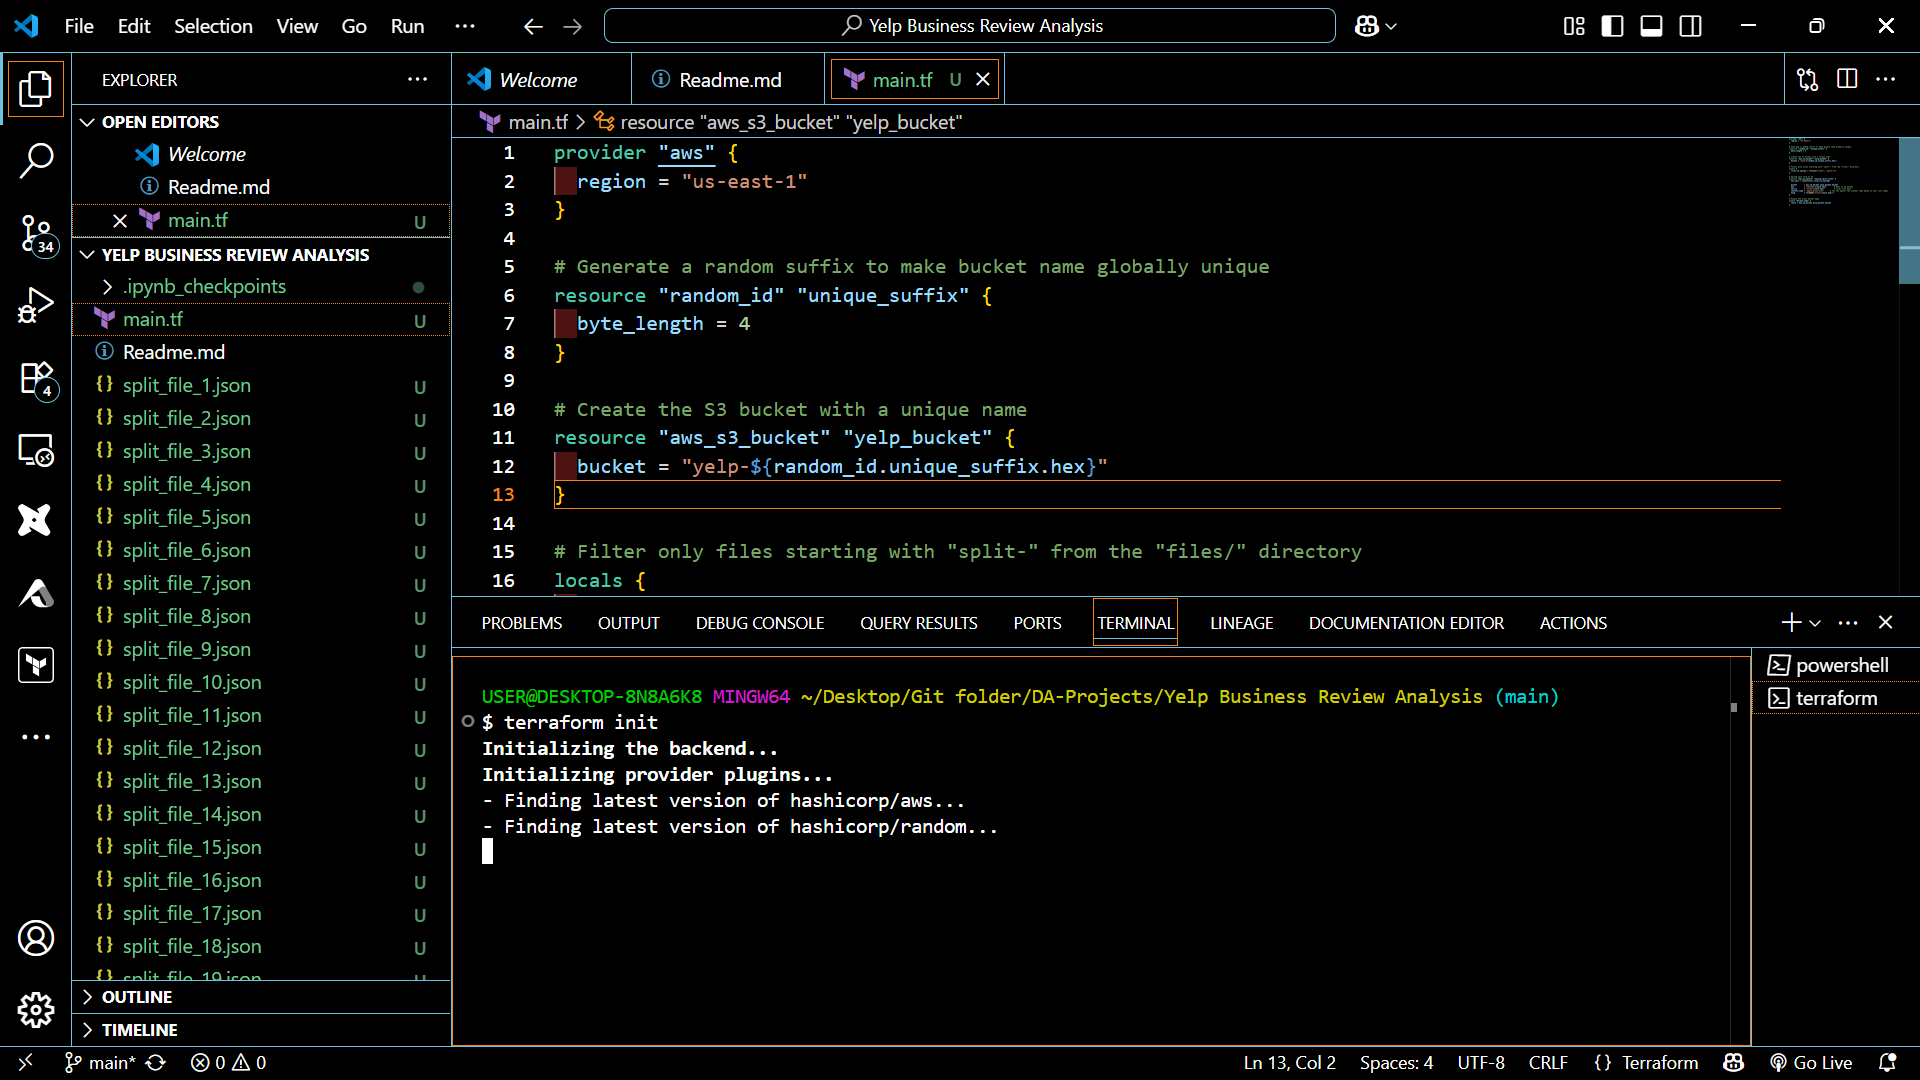 File Edit Selection View Go Run ···
Yelp Business Review Analysis
EXPLORER
OPEN EDITORS
Welcome
Readme.md
main.tf U
YELP BUSINESS REVIEW ANALYSIS
.ipynb_checkpoints
main.tf U
Readme.md
split_file_1.json U
split_file_2.json U
split_file_3.json U
split_file_4.json U
split_file_5.json U
split_file_6.json U
split_file_7.json U
split_file_8.json U
split_file_9.json U
split_file_10.json U
split_file_11.json U
split_file_12.json U
split_file_13.json U
split_file_14.json U
split_file_15.json U
split_file_16.json U
split_file_17.json U
split_file_18.json U
split_file_19.json U
OUTLINE
TIMELINE
34
4
Welcome Readme.md main.tf U
main.tf > resource "aws_s3_bucket" "yelp_bucket"
1 provider "aws" {
2 region = "us-east-1"
3 }
4
5 # Generate a random suffix to make bucket name globally unique
6 resource "random_id" "unique_suffix" {
7 byte_length = 4
8 }
9
10 # Create the S3 bucket with a unique name
11 resource "aws_s3_bucket" "yelp_bucket" {
12 bucket = "yelp-${random_id.unique_suffix.hex}"
13 }
14
15 # Filter only files starting with "split-" from the "files/" directory
16 locals {
PROBLEMS OUTPUT DEBUG CONSOLE QUERY RESULTS PORTS TERMINAL LINEAGE DOCUMENTATION EDITOR ACTIONS
USER@DESKTOP-8N8A6K8 MINGW64 ~/Desktop/Git folder/DA-Projects/Yelp Business Review Analysis (main)
$ terraform init
Initializing the backend...
Initializing provider plugins...
- Finding latest version of hashicorp/aws...
- Finding latest version of hashicorp/random...
powershell
terraform
main* 0 0
Ln 13, Col 2 Spaces: 4 UTF-8 CRLF {} Terraform Go Live